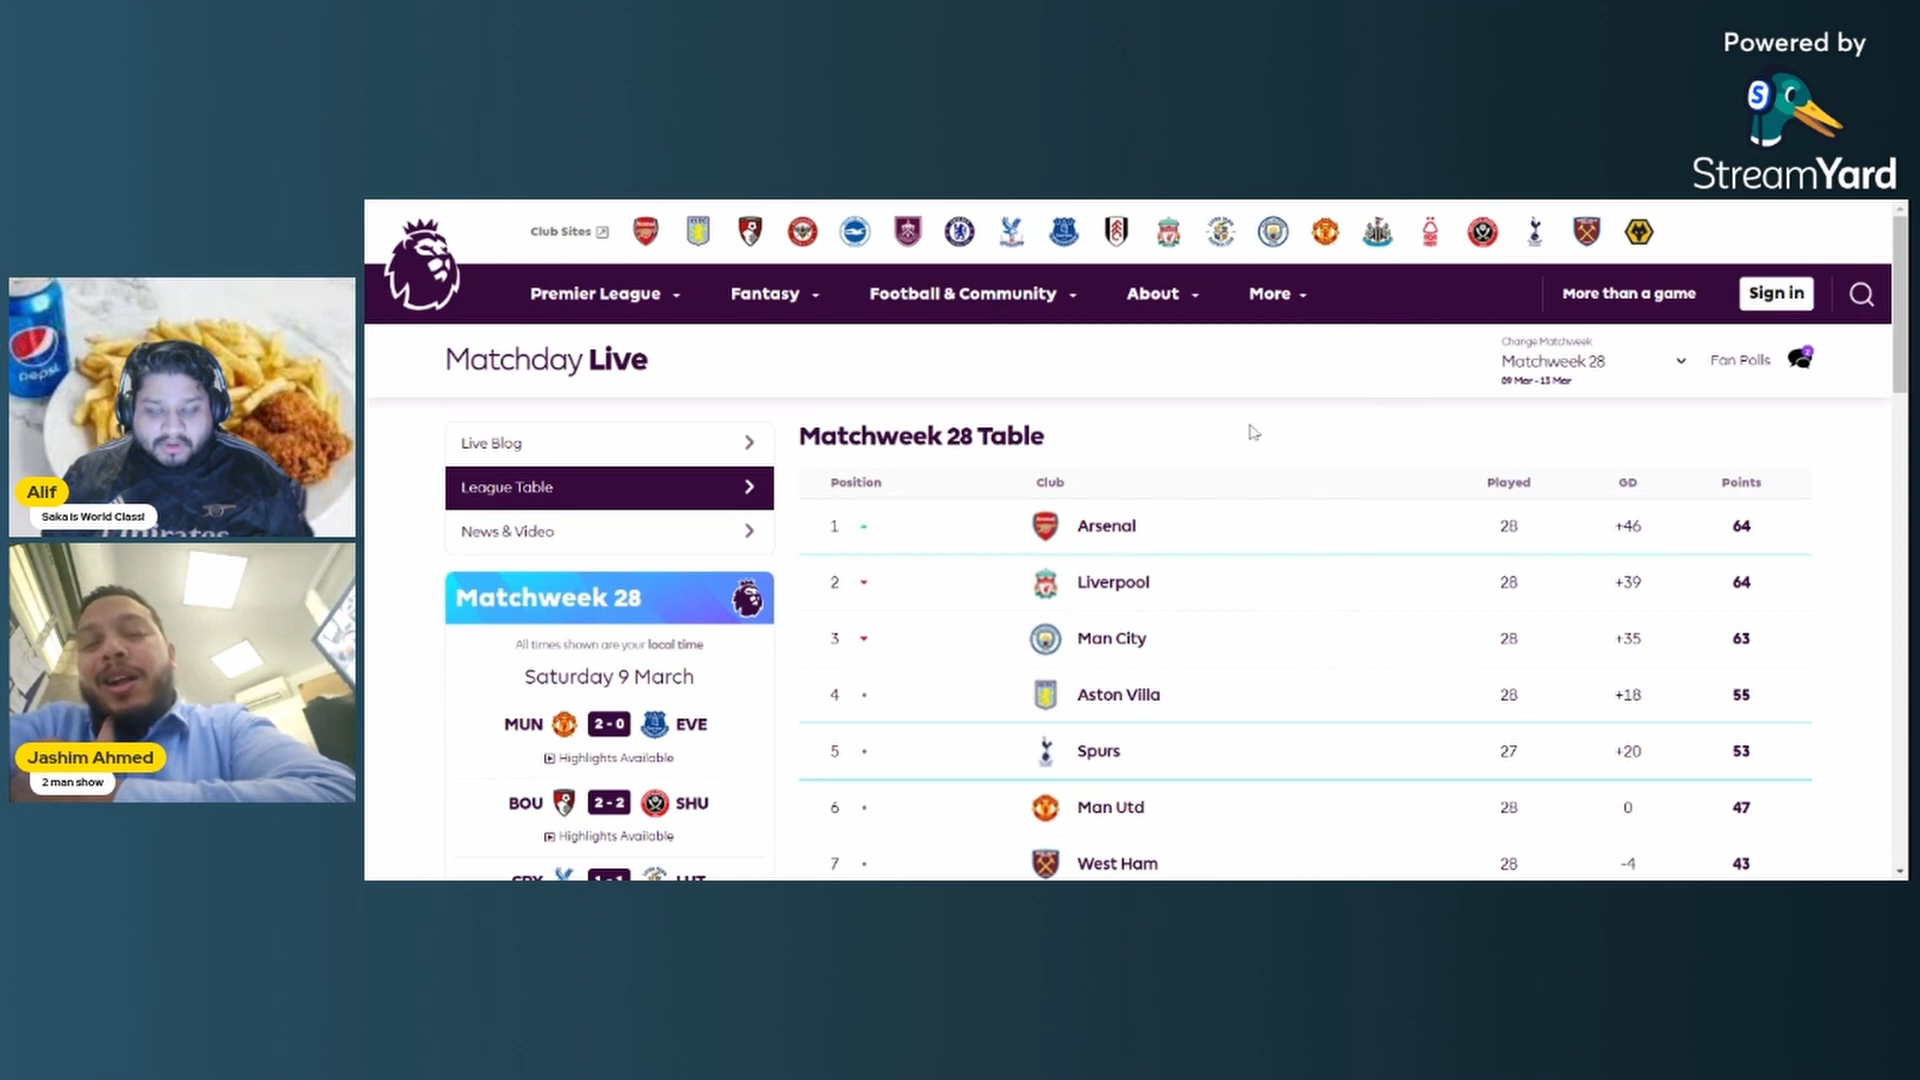 Powered by
StreamYard
Club Sites
Premier League
Fantasy
Football & Community
About
More
More than a game
Sign in
Matchday Live
Change Matchweek
Matchweek 28
09 Mar - 13 Mar
Fan Polls
Live Blog
League Table
News & Video
Matchweek 28
All times shown are your local time
Saturday 9 March
MUN 2 - 0 EVE
Highlights Available
BOU 2 - 2 SHU
Highlights Available
Matchweek 28 Table
Position Club Played GD Points
1 Arsenal 28 +46 64
2 Liverpool 28 +39 64
3 Man City 28 +35 63
4 Aston Villa 28 +18 55
5 Spurs 27 +20 53
6 Man Utd 28 0 47
7 West Ham 28 -4 43
pepsi
Alif
Saka is World Class!
Emirates
Jashim Ahmed
2 man show